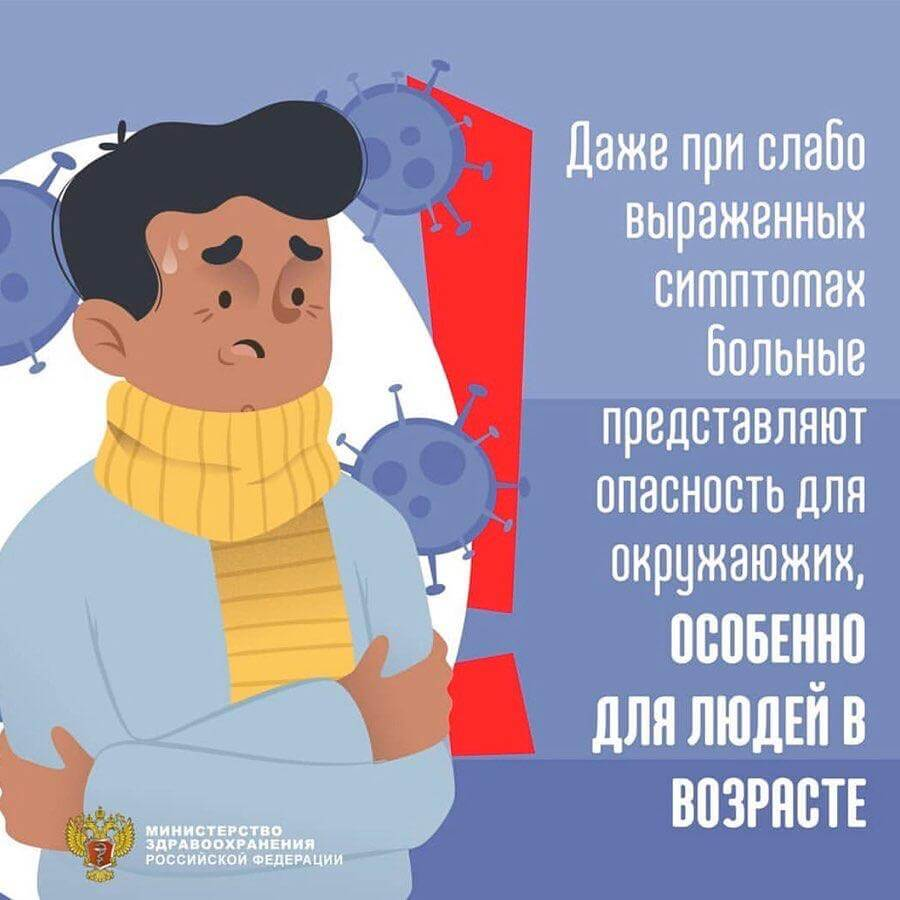 Даже при слабо
выраженных
симптомах
больные
представляют
опасность для
окружаюжих,
ОСОБЕННО
ДЛЯ ЛЮДЕЙ В
ВОЗРАСТЕ
МИНИСТЕРСТВО
ЗДРАВООХРАНЕНИЯ
РОССИЙСКОЙ ФЕДЕРАЦИИ